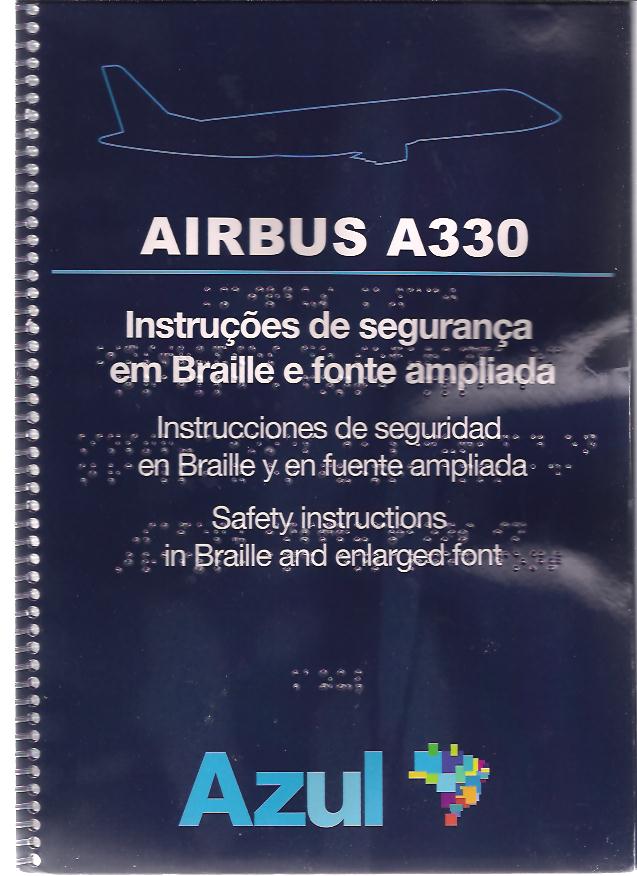 AIRBUS A330
Instruções de segurança
em Braille e fonte ampliada
Instrucciones de seguridad
en Braille y en fuente ampliada
Safety instructions
in Braille and enlarged font
Azul